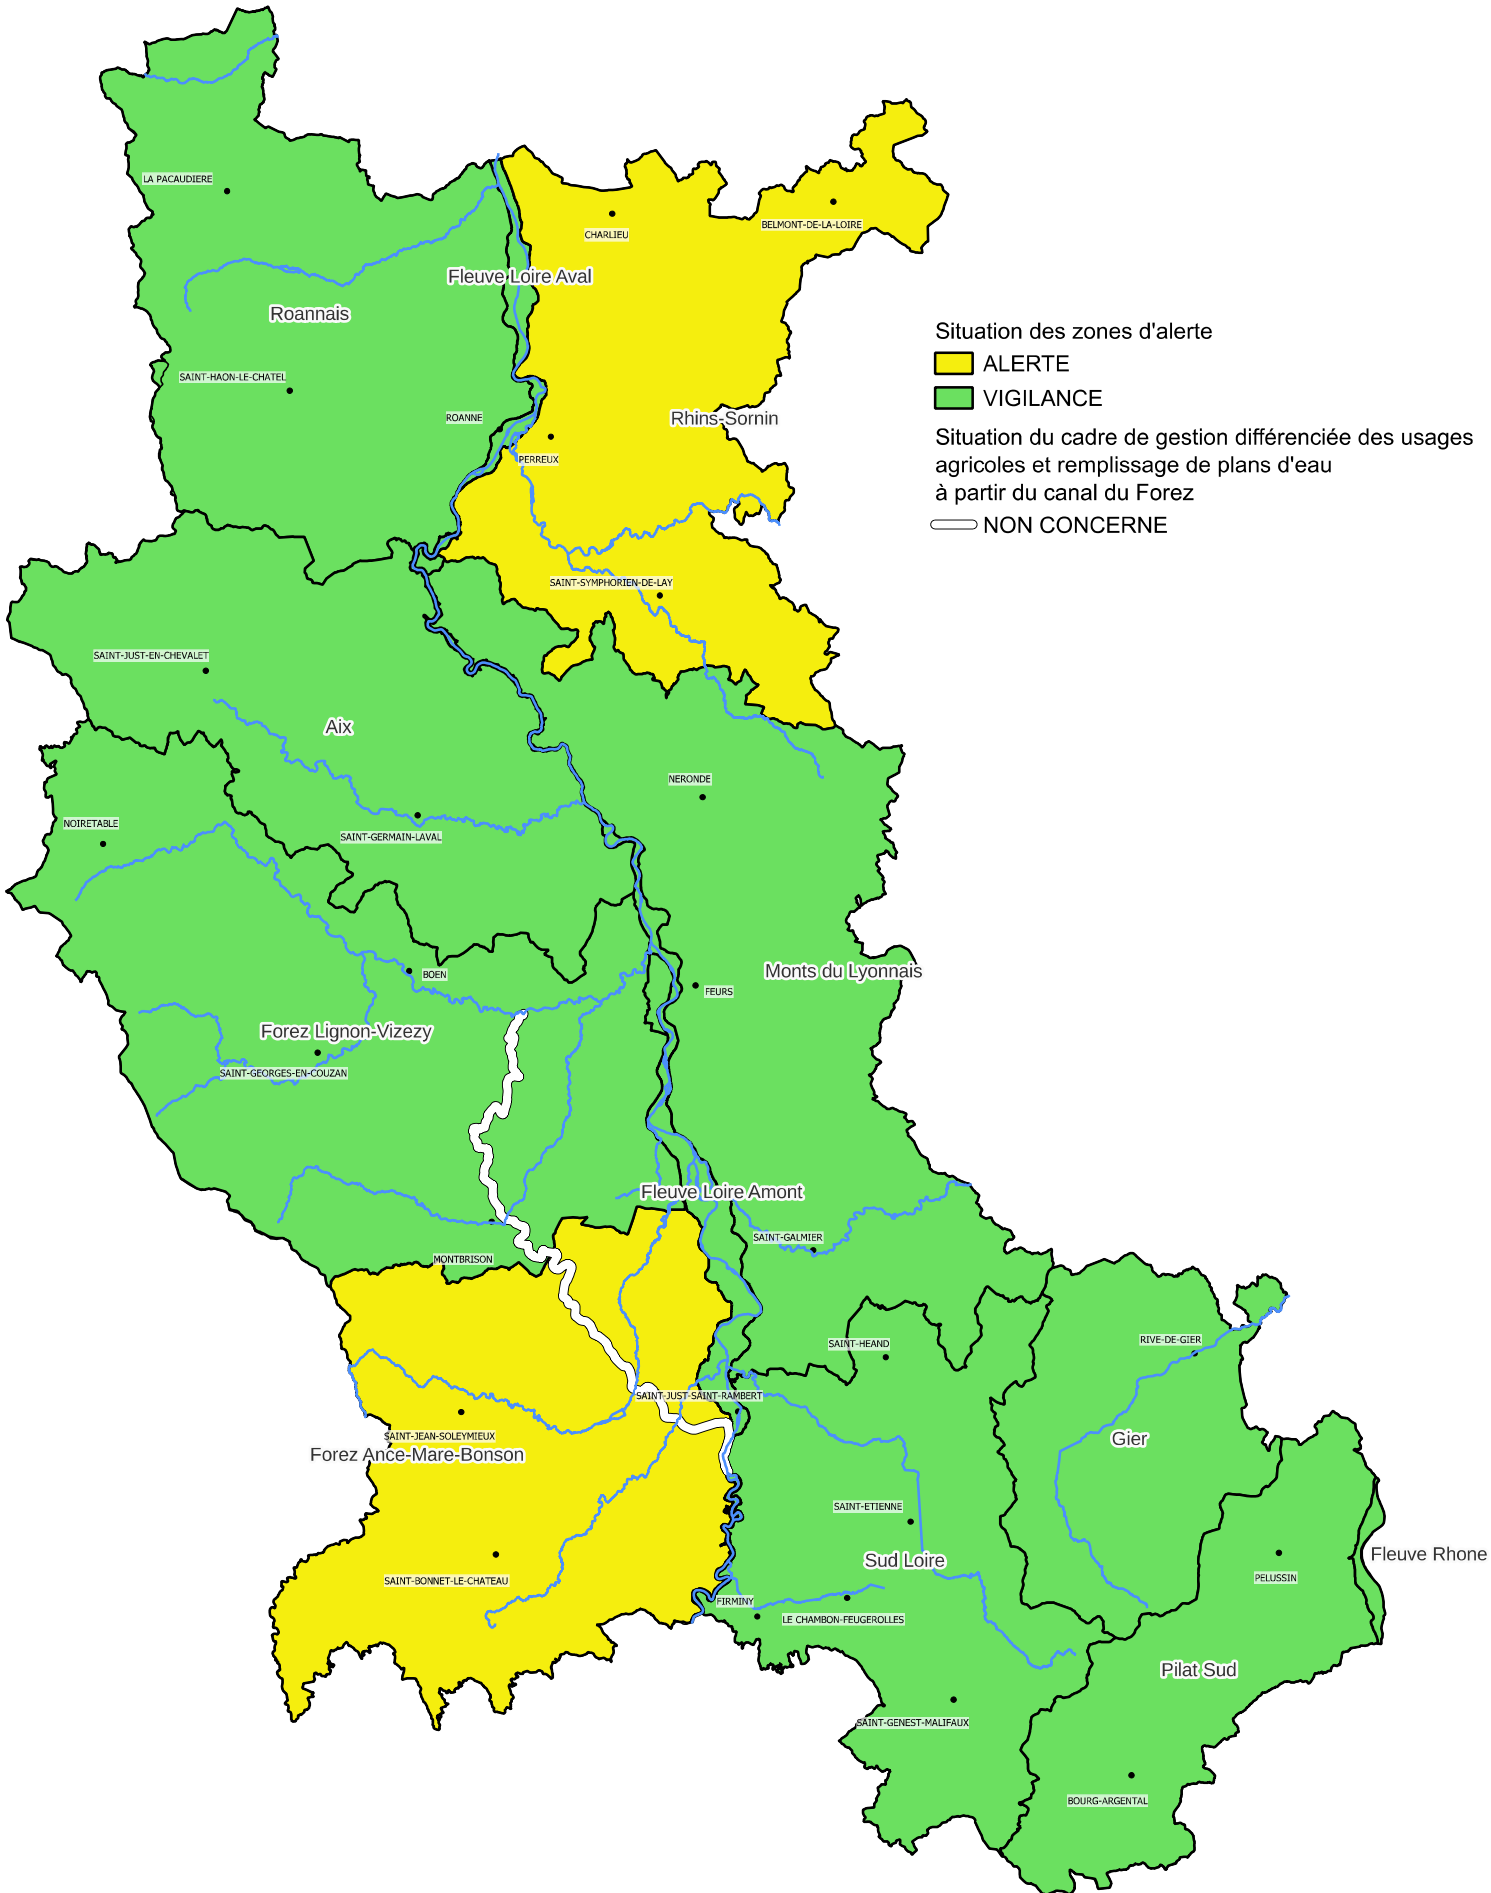 LA PACAUDIERE
CHARLIEU
BELMONT-DE-LA-LOIRE
Fleuve Loire Aval
Roannais
Situation des zones d'alerte
ALERTE
VIGILANCE
Situation du cadre de gestion différenciée des usages
agricoles et remplissage de plans d'eau
à partir du canal du Forez
NON CONCERNE
SAINT-HAON-LE-CHATEL
ROANNE
Rhins-Sornin
PERREUX
SAINT-SYMPHORIEN-DE-LAY
SAINT-JUST-EN-CHEVALET
Aix
NERONDE
NOIRETABLE
SAINT-GERMAIN-LAVAL
BOEN
Monts du Lyonnais
FEURS
Forez Lignon-Vizezy
SAINT-GEORGES-EN-COUZAN
Fleuve Loire Amont
SAINT-GALMIER
MONTBRISON
SAINT-HEAND
RIVE-DE-GIER
SAINT-JUST-SAINT-RAMBERT
SAINT-JEAN-SOLEYMIEUX
Forez Ance-Mare-Bonson
Gier
SAINT-ETIENNE
Sud Loire
Fleuve Rhone
PELUSSIN
SAINT-BONNET-LE-CHATEAU
FIRMINY
LE CHAMBON-FEUGEROLLES
Pilat Sud
SAINT-GENEST-MALIFAUX
BOURG-ARGENTAL